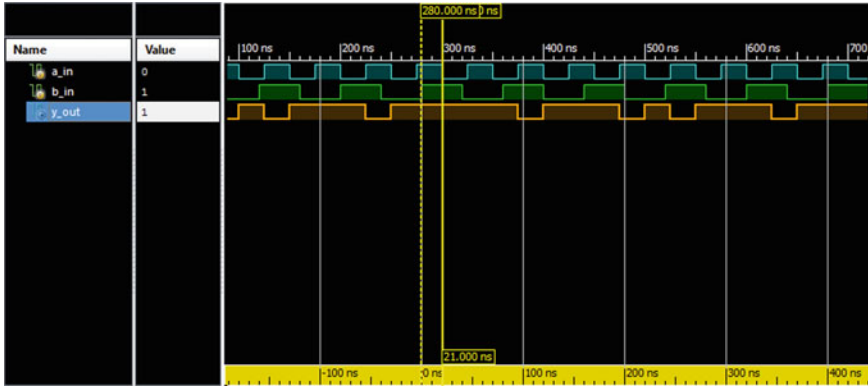 280.000 ns
Name Value
100 ns 200 ns 300 ns 400 ns 500 ns 600 ns 700
a_in 0
b_in 1
y_out 1
21.000 ns
-100 ns 0 ns 100 ns 200 ns 300 ns 400 ns